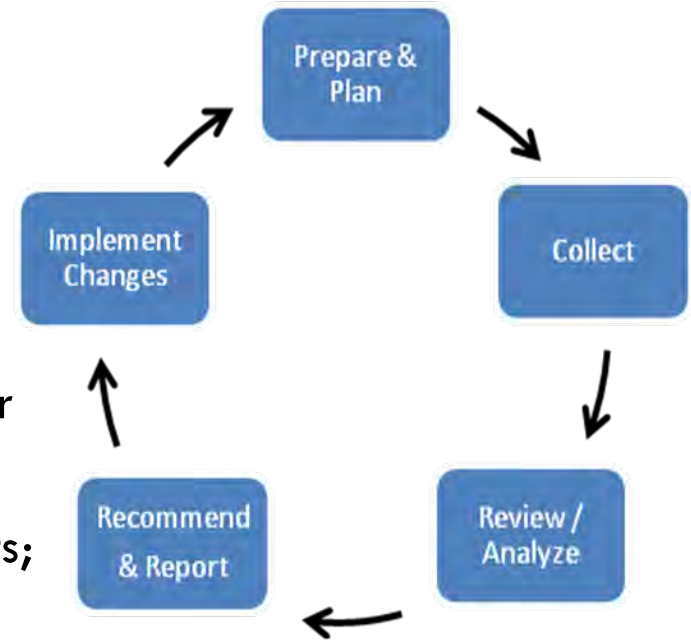 Prepare &
Plan
Collect
Review /
Analyze
Recommend
& Report
Implement
Changes